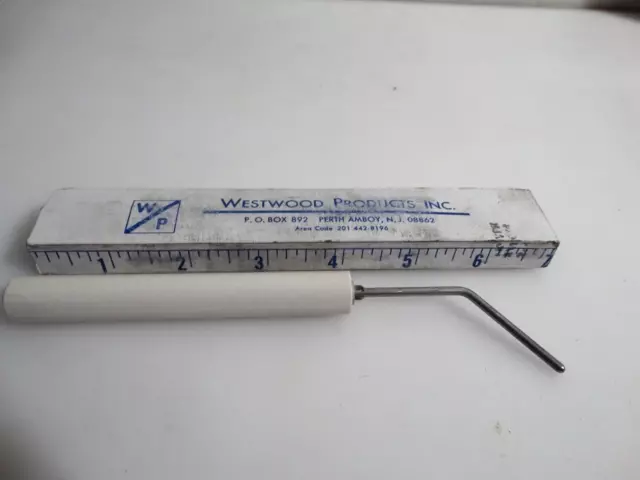 W
P
WESTWOOD PRODUCTS INC.
P. O. BOX 892 PERTH AMBOY, N. J. 08862
Area Code 201 442-8196
1 2 3 4 5 6 7